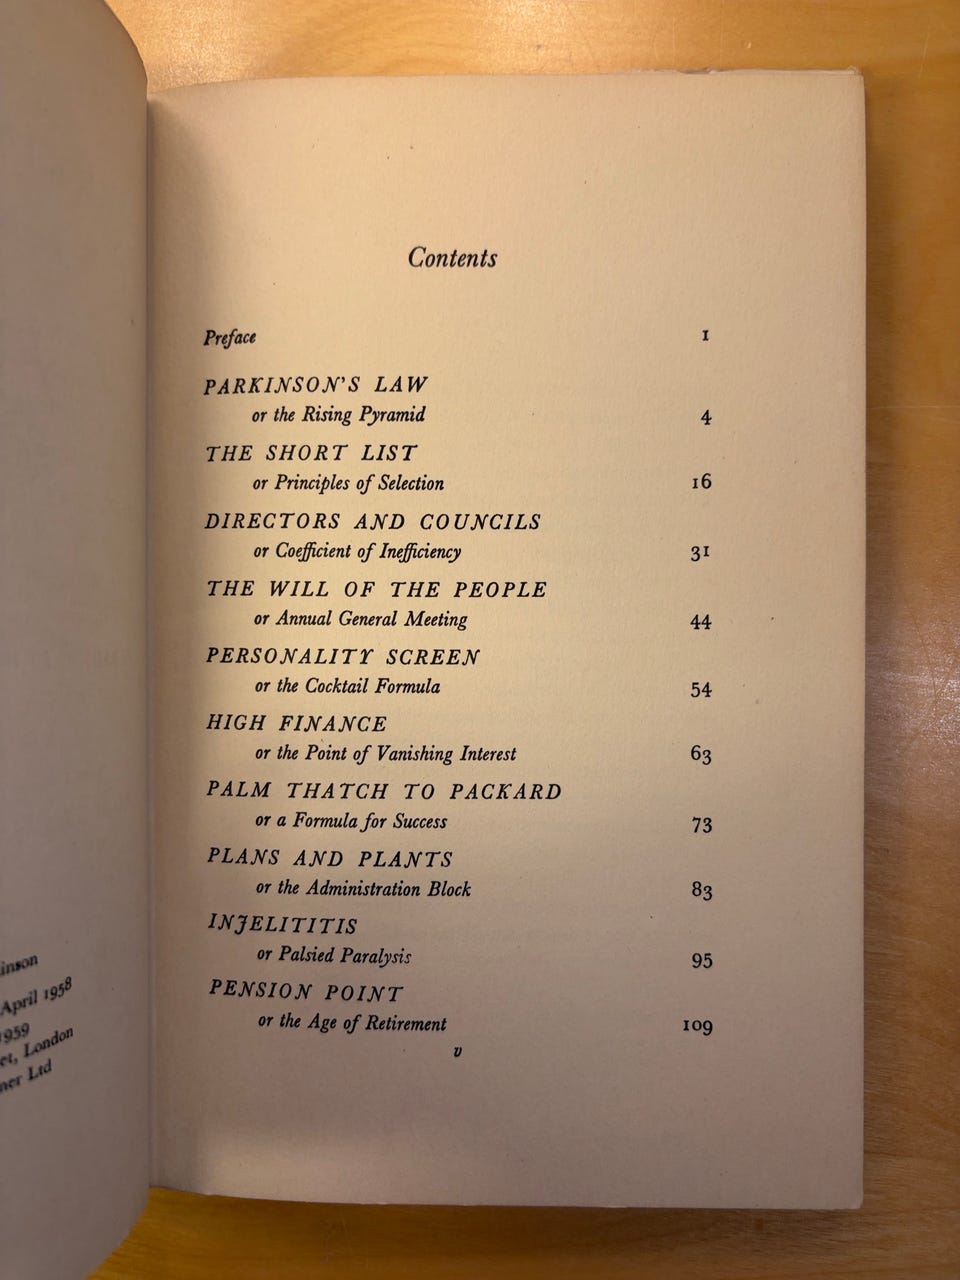 Contents
Preface 1
PARKINSON'S LAW
or the Rising Pyramid 4
THE SHORT LIST
or Principles of Selection 16
DIRECTORS AND COUNCILS
or Coefficient of Inefficiency 31
THE WILL OF THE PEOPLE
or Annual General Meeting 44
PERSONALITY SCREEN
or the Cocktail Formula 54
HIGH FINANCE
or the Point of Vanishing Interest 63
PALM THATCH TO PACKARD
or a Formula for Success 73
PLANS AND PLANTS
or the Administration Block 83
INJELITITIS
or Palsied Paralysis 95
PENSION POINT
or the Age of Retirement 109
v
inson
April 1958
1959
et, London
ner Ltd